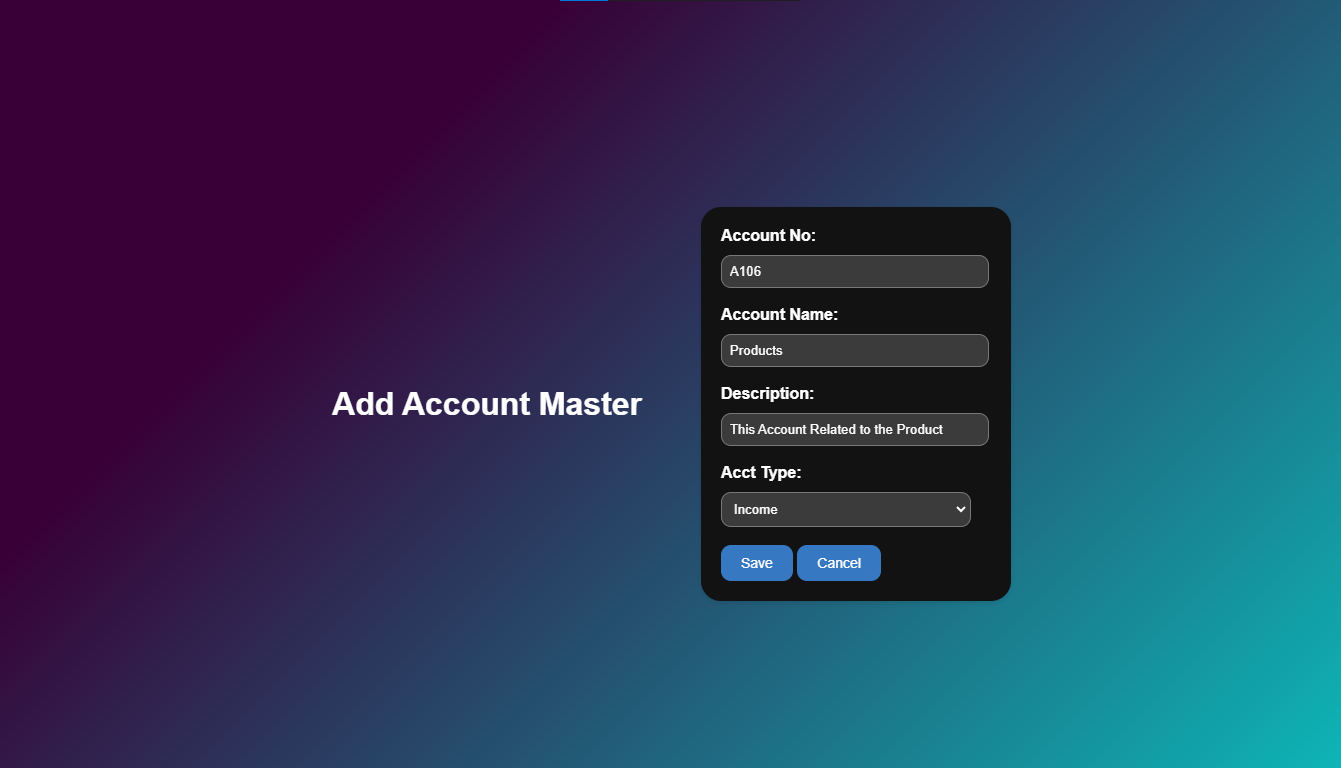 Add Account Master
Account No:
A106
Account Name:
Products
Description:
This Account Related to the Product
Acct Type:
Income
Save Cancel